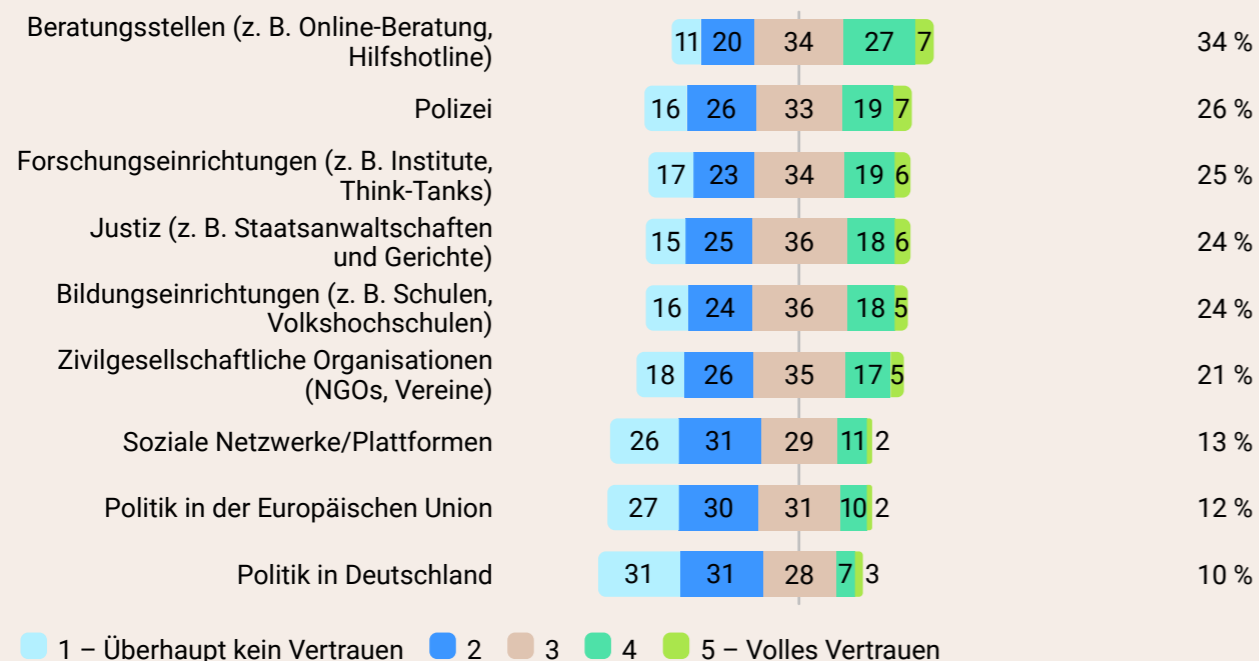 Beratungsstellen (z. B. Online-Beratung,
Hilfshotline)
11 20 34 27 7 34 %
Polizei 16 26 33 19 7 26 %
Forschungseinrichtungen (z. B. Institute,
Think-Tanks)
17 23 34 19 6 25 %
Justiz (z. B. Staatsanwaltschaften
und Gerichte)
15 25 36 18 6 24 %
Bildungseinrichtungen (z. B. Schulen,
Volkshochschulen)
16 24 36 18 5 24 %
Zivilgesellschaftliche Organisationen
(NGOs, Vereine)
18 26 35 17 5 21 %
Soziale Netzwerke/Plattformen 26 31 29 11 2 13 %
Politik in der Europäischen Union 27 30 31 10 2 12 %
Politik in Deutschland 31 31 28 7 3 10 %
1 – Überhaupt kein Vertrauen 2 3 4 5 – Volles Vertrauen